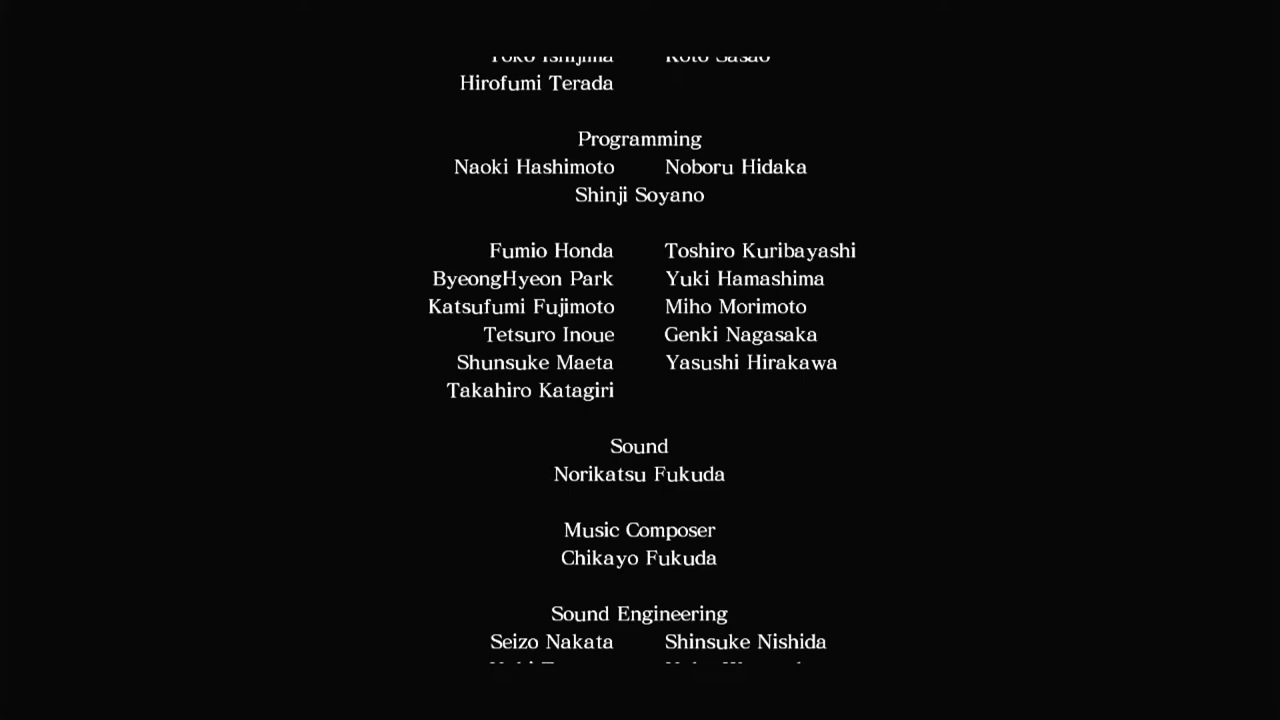 Hirofumi Terada
Programming
Naoki Hashimoto Noboru Hidaka
Shinji Soyano
Fumio Honda Toshiro Kuribayashi
ByeongHyeon Park Yuki Hamashima
Katsufumi Fujimoto Miho Morimoto
Tetsuro Inoue Genki Nagasaka
Shunsuke Maeta Yasushi Hirakawa
Takahiro Katagiri
Sound
Norikatsu Fukuda
Music Composer
Chikayo Fukuda
Sound Engineering
Seizo Nakata Shinsuke Nishida